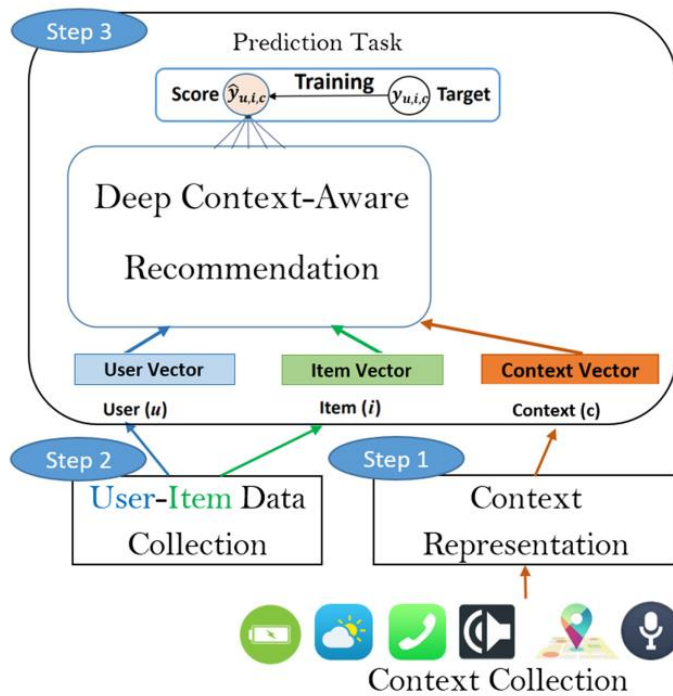 Step 3
Prediction Task
Score ŷu,i,c Training yu,i,c Target
Deep Context-Aware
Recommendation
User Vector Item Vector Context Vector
User (u) Item (i) Context (c)
Step 2 Step 1
User-Item Data
Collection
Context
Representation
Context Collection